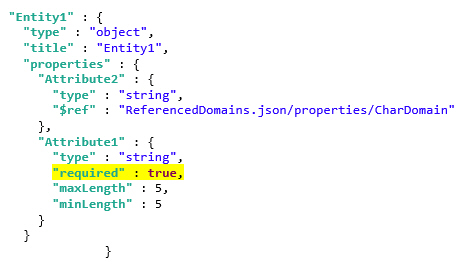 "Entity1" : {
"type" : "object",
"title" : "Entity1",
"properties" : {
"Attribute2" : {
"type" : "string",
"$ref" : "ReferencedDomains.json/properties/CharDomain"
},
"Attribute1" : {
"type" : "string",
"required" : true,
"maxLength" : 5,
"minLength" : 5
}
}
}